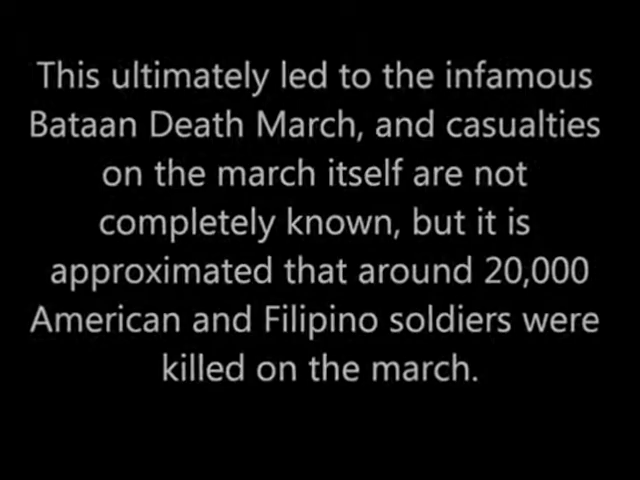 This ultimately led to the infamous
Bataan Death March, and casualties
on the march itself are not
completely known, but it is
approximated that around 20,000
American and Filipino soldiers were
killed on the march.